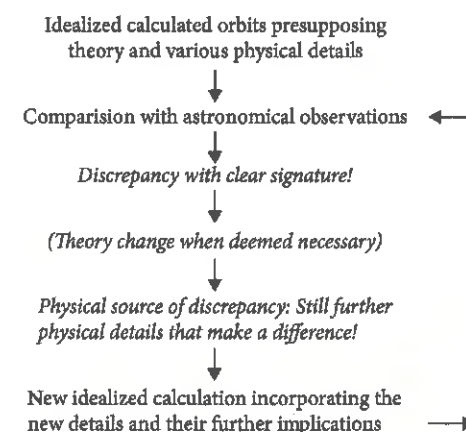 Idealized calculated orbits presupposing
theory and various physical details
Comparision with astronomical observations
Discrepancy with clear signature!
(Theory change when deemed necessary)
Physical source of discrepancy: Still further
physical details that make a difference!
New idealized calculation incorporating the
new details and their further implications